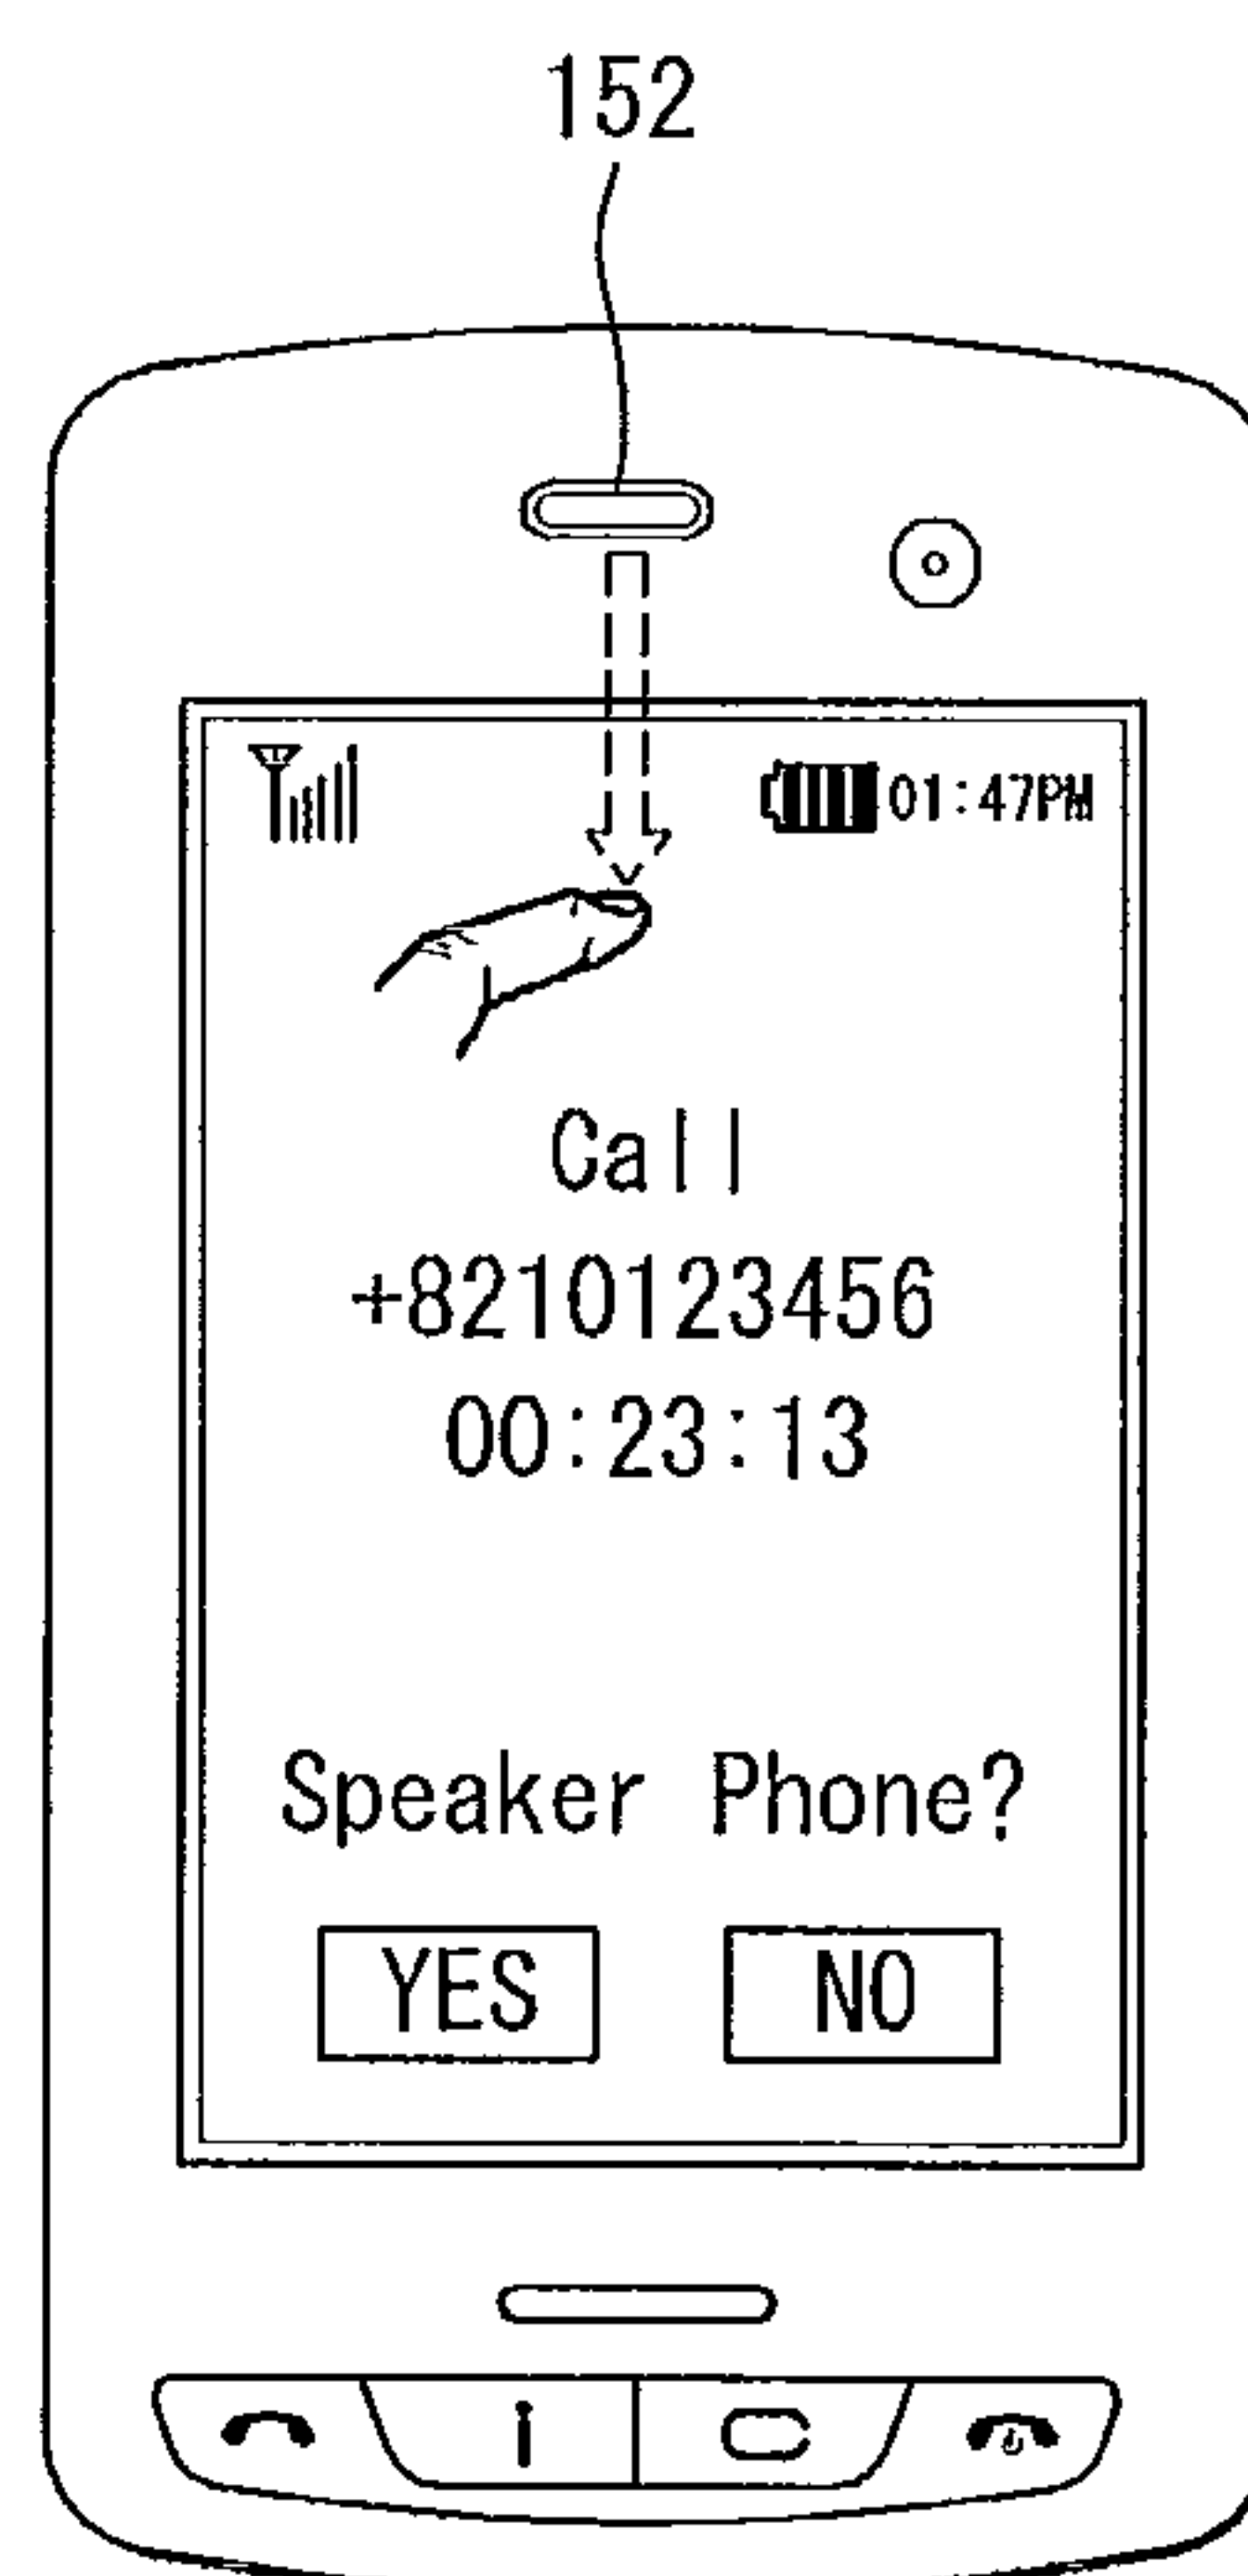 152
01:47PM
Call
+8210123456
00:23:13
Speaker Phone?
YES NO